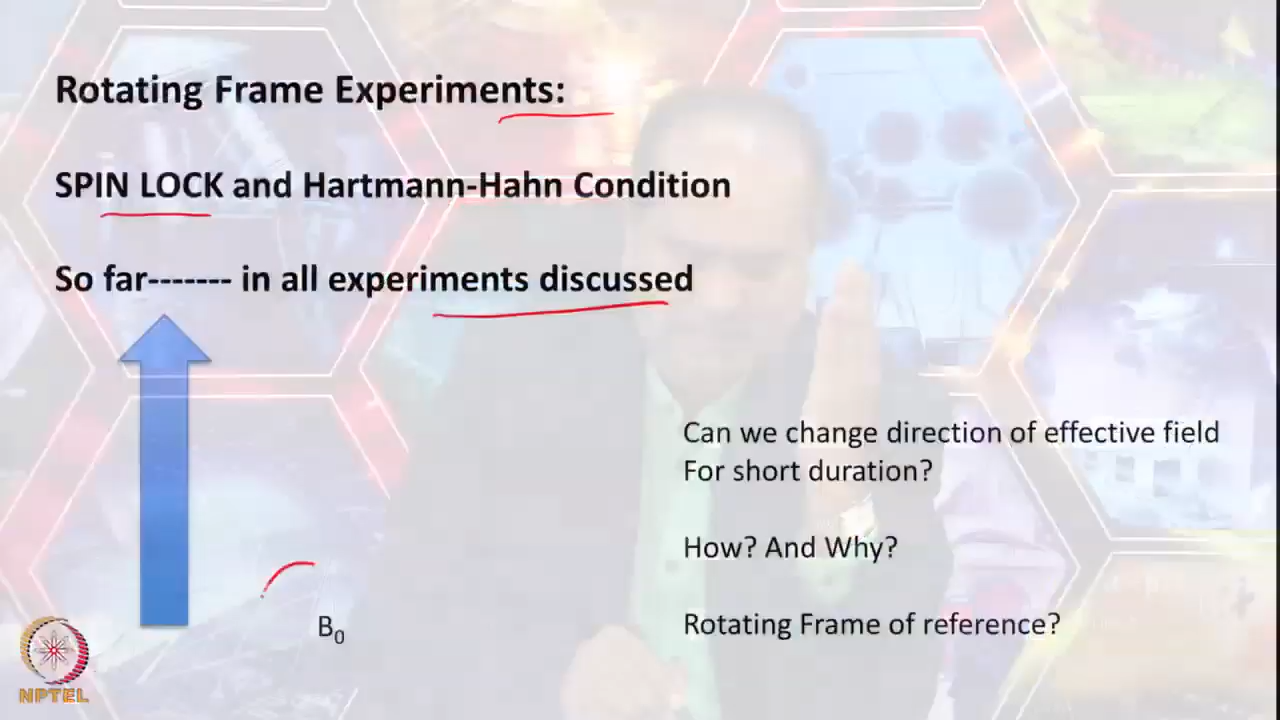 Rotating Frame Experiments:
SPIN LOCK and Hartmann-Hahn Condition
So far------- in all experiments discussed
Can we change direction of effective field
For short duration?
How? And Why?
Rotating Frame of reference?
B₀
NPTEL